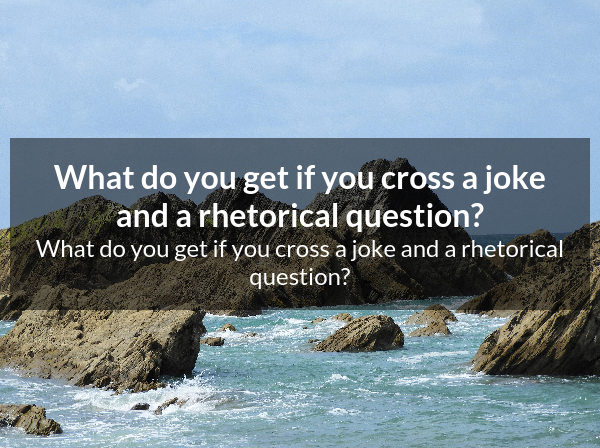 What do you get if you cross a joke
and a rhetorical question?
What do you get if you cross a joke and a rhetorical
question?